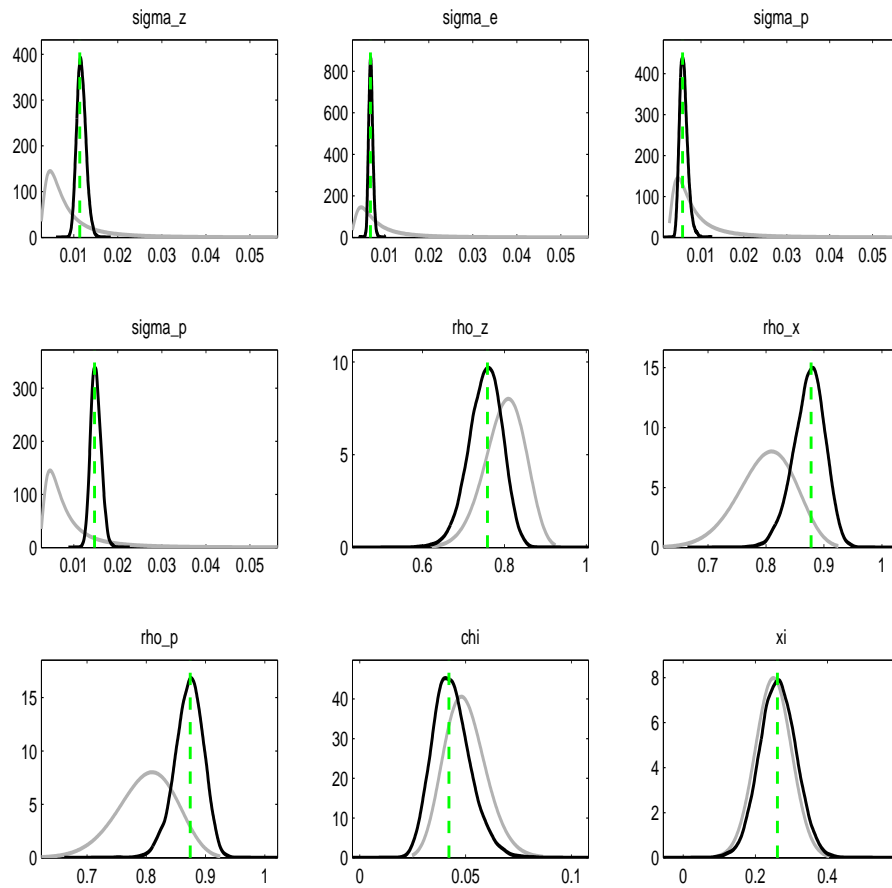 sigma_z sigma_e sigma_p
400 300 200 100 0
800 600 400 200 0
400 300 200 100 0
0.01 0.02 0.03 0.04 0.05
0.01 0.02 0.03 0.04 0.05
0.01 0.02 0.03 0.04 0.05
sigma_p rho_z rho_x
300 200 100 0
10 5 0
15 10 5 0
0.01 0.02 0.03 0.04 0.05
0.6 0.8 1
0.7 0.8 0.9 1
rho_p chi xi
15 10 5 0
40 30 20 10 0
8 6 4 2 0
0.7 0.8 0.9 1
0 0.05 0.1
0 0.2 0.4